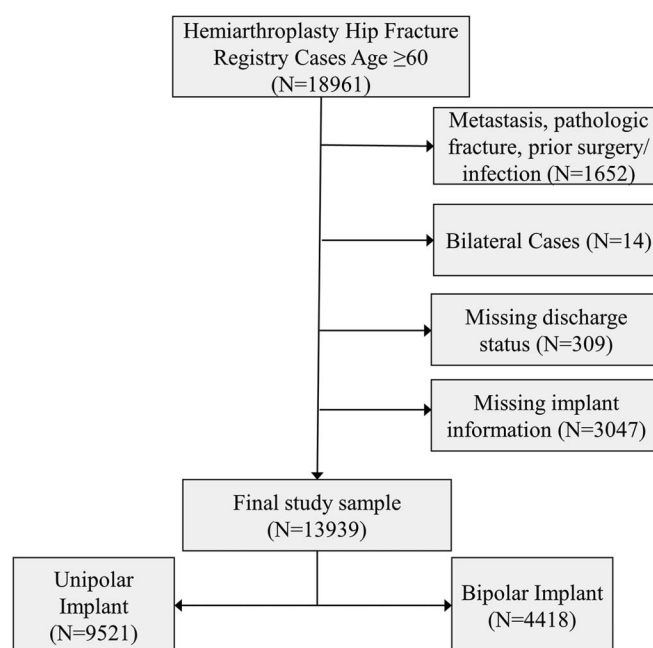 Hemiarthroplasty Hip Fracture
Registry Cases Age ≥60
(N=18961)
Metastasis, pathologic
fracture, prior surgery/
infection (N=1652)
Bilateral Cases (N=14)
Missing discharge
status (N=309)
Missing implant
information (N=3047)
Final study sample
(N=13939)
Unipolar
Implant
(N=9521)
Bipolar Implant
(N=4418)